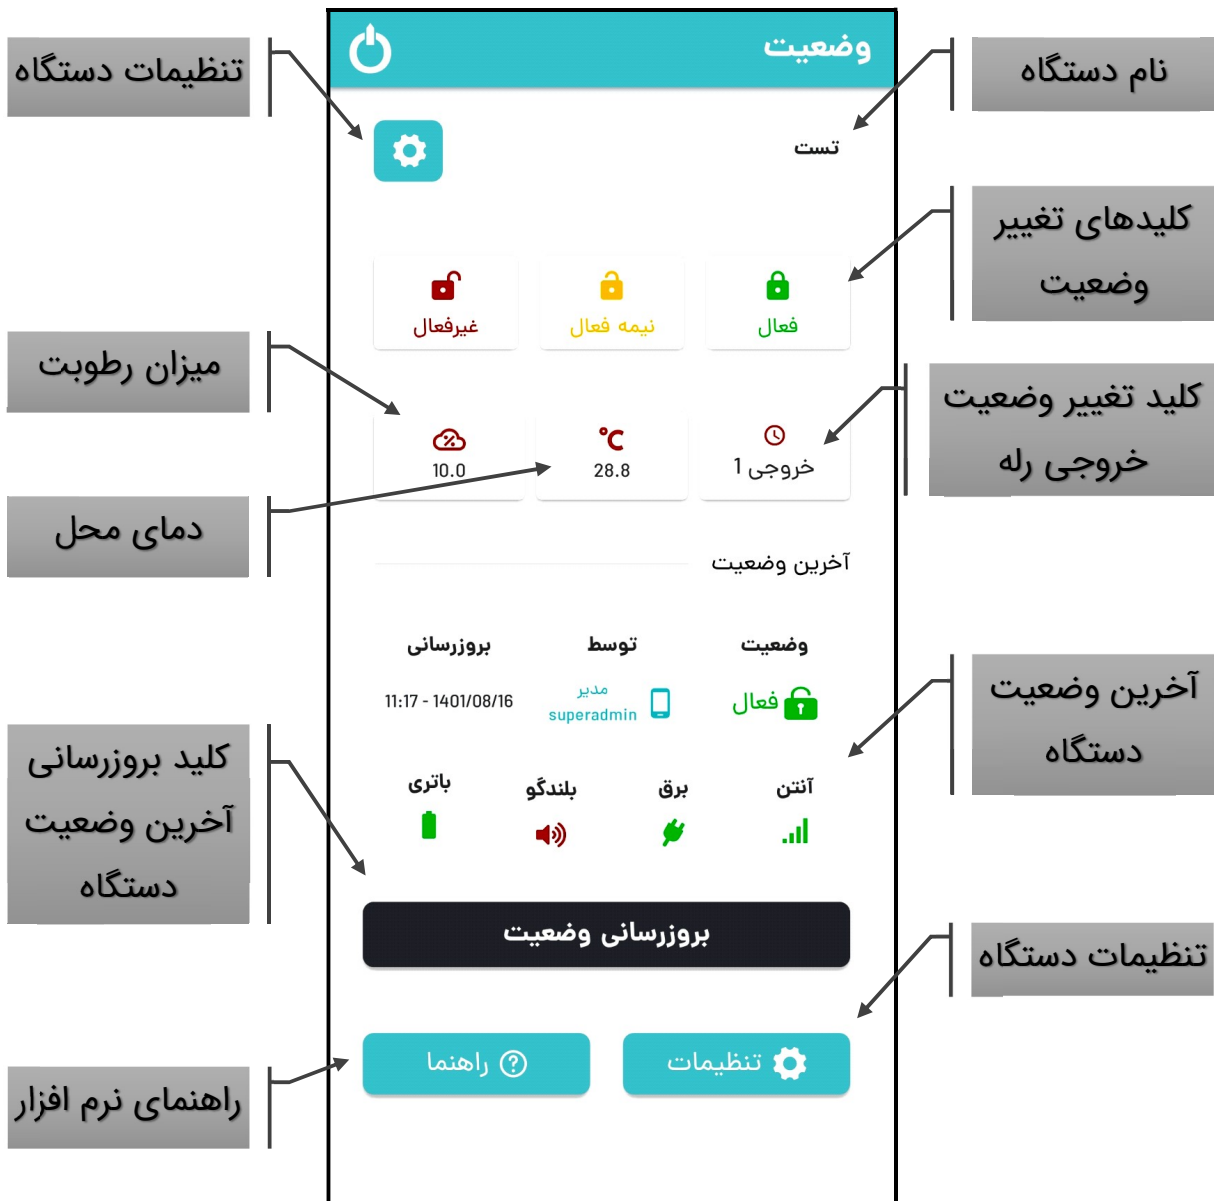 وضعیت
تنظیمات دستگاه
نام دستگاه
تست
کلیدهای تغییر
وضعیت
فعال
نیمه فعال
غیرفعال
میزان رطوبت
کلید تغییر وضعیت
خروجی رله
خروجی 1
°C
28.8
10.0
دمای محل
آخرین وضعیت
وضعیت
توسط
بروزرسانی
فعال
مدیر
superadmin
11:17 - 1401/08/16
آخرین وضعیت
دستگاه
آنتن
برق
بلندگو
باتری
کلید بروزرسانی
آخرین وضعیت
دستگاه
بروزرسانی وضعیت
تنظیمات دستگاه
تنظیمات
راهنما
راهنمای نرم افزار